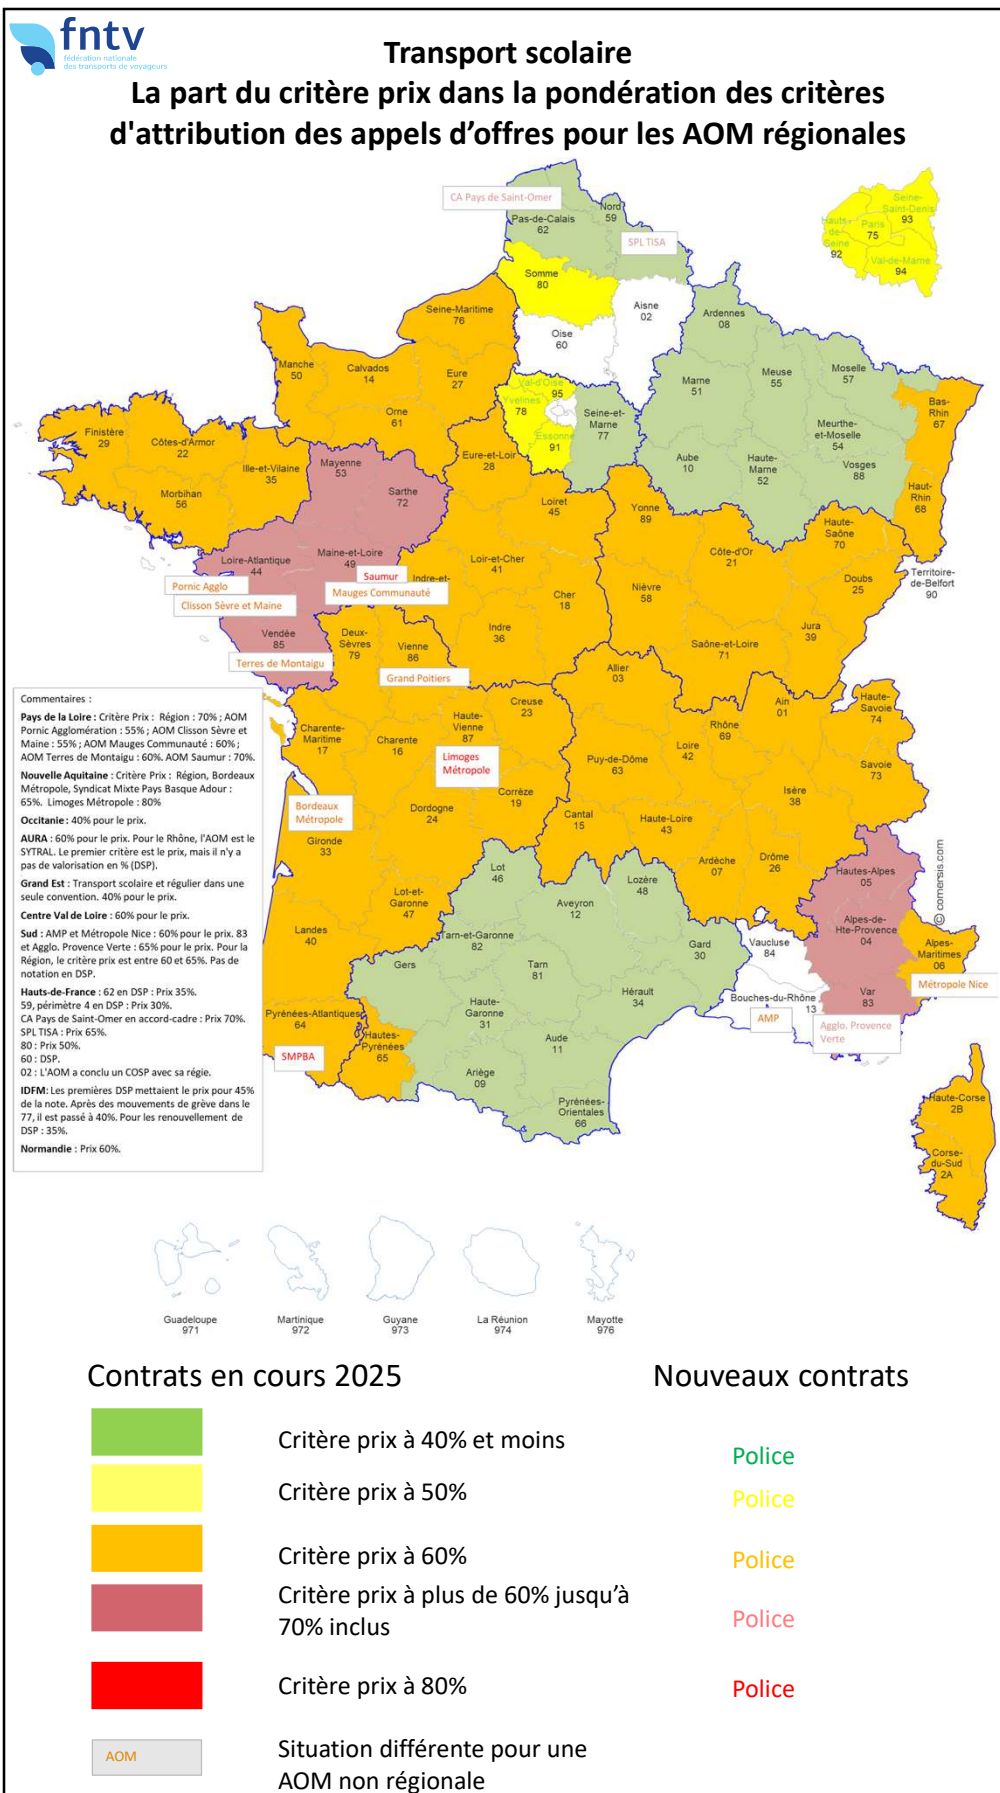 fntv
fédération nationale
des transports de voyageurs
Transport scolaire
La part du critère prix dans la pondération des critères
d'attribution des appels d’offres pour les AOM régionales
CA Pays de Saint-Omer
Nord
59
Pas-de-Calais
62
SPL TISA
Seine-
Saint-Denis
93
Hauts-
de-
Seine
92
Paris
75
Val-de-Marne
94
Somme
80
Aisne
02
Oise
60
Ardennes
08
Seine-Maritime
76
Manche
50
Calvados
14
Eure
27
Orne
61
Val-d'Oise
95
Yvelines
78
Essonne
91
Seine-et-
Marne
77
Marne
51
Meuse
55
Moselle
57
Bas-
Rhin
67
Meurthe-
et-Moselle
54
Aube
10
Haute-
Marne
52
Vosges
88
Haut-
Rhin
68
Finistère
29
Côtes-d'Armor
22
Ille-et-Vilaine
35
Morbihan
56
Mayenne
53
Sarthe
72
Eure-et-Loir
28
Loiret
45
Yonne
89
Haute-
Saône
70
Côte-d'Or
21
Territoire-
de-Belfort
90
Doubs
25
Loire-Atlantique
44
Maine-et-Loire
49
Saumur
Indre-et-
Pornic Agglo
Mauges Communauté
Clisson Sèvre et Maine
Loir-et-Cher
41
Cher
18
Nièvre
58
Indre
36
Saône-et-Loire
71
Jura
39
Vendée
85
Terres de Montaigu
Deux-
Sèvres
79
Vienne
86
Grand Poitiers
Allier
03
Ain
01
Haute-
Savoie
74
Creuse
23
Haute-
Vienne
87
Limoges
Métropole
Charente-
Maritime
17
Charente
16
Corrèze
19
Puy-de-Dôme
63
Loire
42
Rhône
69
Savoie
73
Isère
38
Commentaires :
Pays de la Loire : Critère Prix : Région : 70% ; AOM
Pornic Agglomération : 55% ; AOM Clisson Sèvre et
Maine : 55% ; AOM Mauges Communauté : 60% ;
AOM Terres de Montaigu : 60%. AOM Saumur : 70%.
Nouvelle Aquitaine : Critère Prix : Région, Bordeaux
Métropole, Syndicat Mixte Pays Basque Adour :
65%. Limoges Métropole : 80%
Occitanie : 40% pour le prix.
AURA : 60% pour le prix. Pour le Rhône, l'AOM est le
SYTRAL. Le premier critère est le prix, mais il n'y a
pas de valorisation en % (DSP).
Grand Est : Transport scolaire et régulier dans une
seule convention. 40% pour le prix.
Centre Val de Loire : 60% pour le prix.
Sud : AMP et Métropole Nice : 60% pour le prix. 83
et Agglo. Provence Verte : 65% pour le prix. Pour la
Région, le critère prix est entre 60 et 65%. Pas de
notation en DSP.
Hauts-de-France : 62 en DSP : Prix 35%.
59, périmètre 4 en DSP : Prix 30%.
CA Pays de Saint-Omer en accord-cadre : Prix 70%.
SPL TISA : Prix 65%.
80 : Prix 50%.
60 : DSP.
02 : L'AOM a conclu un COSP avec sa régie.
IDFM: Les premières DSP mettaient le prix pour 45%
de la note. Après des mouvements de grève dans le
77, il est passé à 40%. Pour les renouvellement de
DSP : 35%.
Normandie : Prix 60%.
Bordeaux
Métropole
Gironde
33
Dordogne
24
Cantal
15
Haute-Loire
43
Ardèche
07
Drôme
26
Hautes-Alpes
05
© comersis.com
Lot
46
Lozère
48
Aveyron
12
Lot-et-
Garonne
47
Landes
40
Tarn-et-Garonne
82
Gard
30
Vaucluse
84
Alpes-de-
Hte-Provence
04
Alpes-
Maritimes
06
Métropole Nice
Gers
Tarn
81
Hérault
34
Bouches-du-Rhône
13
AMP
Var
83
Agglo. Provence
Verte
Pyrénées-Atlantiques
64
Hautes-
Pyrénées
65
SMPBA
Haute-
Garonne
31
Aude
11
Ariège
09
Pyrénées-
Orientales
66
Haute-Corse
2B
Corse-
du-Sud
2A
Guadeloupe
971
Martinique
972
Guyane
973
La Réunion
974
Mayotte
976
Contrats en cours 2025
Nouveaux contrats
Critère prix à 40% et moins
Police
Critère prix à 50%
Police
Critère prix à 60%
Police
Critère prix à plus de 60% jusqu’à
70% inclus
Police
Critère prix à 80%
Police
AOM
Situation différente pour une
AOM non régionale